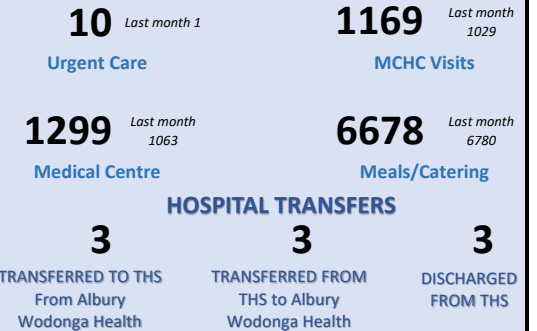 10 Last month 1
Urgent Care
1169 Last month
1029
MCHC Visits
1299 Last month
1063
Medical Centre
6678 Last month
6780
Meals/Catering
HOSPITAL TRANSFERS
3
TRANSFERRED TO THS
From Albury
Wodonga Health
3
TRANSFERRED FROM
THS to Albury
Wodonga Health
3
DISCHARGED
FROM THS